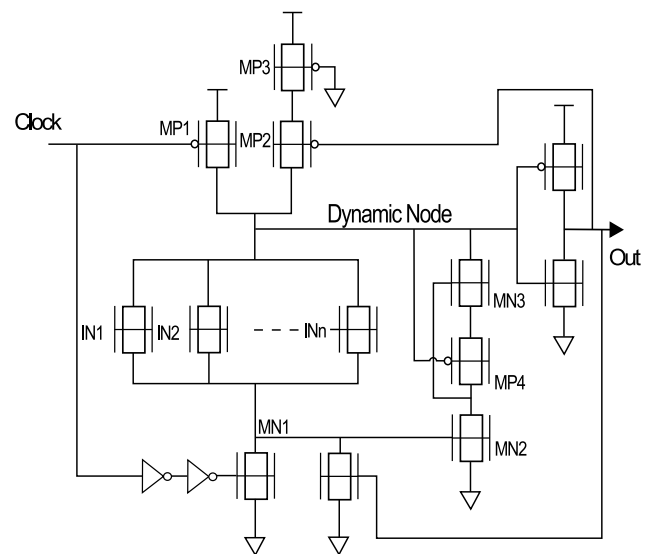 MP3
Clock
MP1
MP2
Dynamic Node
Out
MN3
IN1
IN2
INn
MP4
MN1
MN2